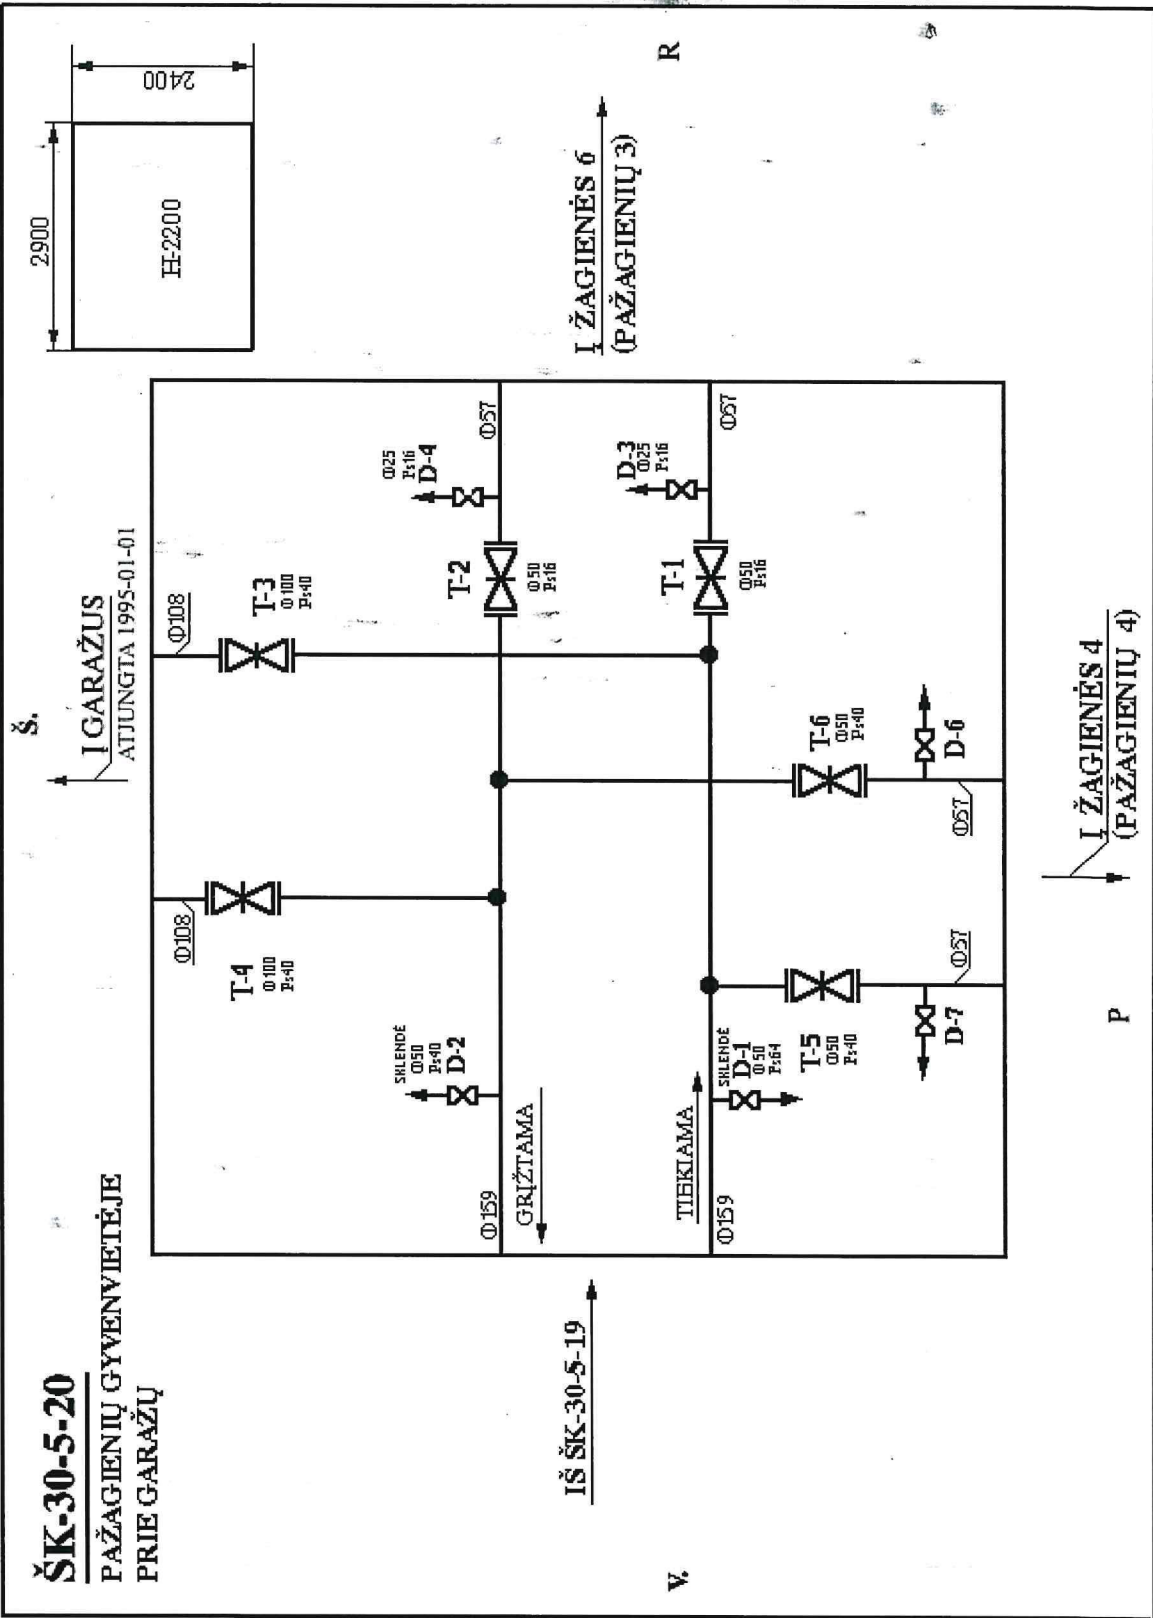 ŠK-30-5-20
PAŽAGIENIŲ GYVENVIETĖJE
PRIE GARAŽŲ
Š.
Į GARAŽUS
ATJUNGTA 1995-01-01
2900
2400
H-2200
Φ108
T-4
Φ100
Ps40
Φ108
T-3
Φ100
Ps40
SKLENDĖ
Φ50
Ps40
D-2
Φ25
Ps16
D-4
T-2
Φ50
Ps16
Φ159
GRĮŽTAMA
Φ57
IŠ ŠK-30-5-19
Į ŽAGIENĖS 6
(PAŽAGIENIŲ 3)
V.
R
TIEKIAMA
Φ159
SKLENDĖ
D-1
Φ50
Ps64
D-3
Φ25
Ps16
T-1
Φ50
Ps16
Φ57
T-5
Φ50
Ps40
T-6
Φ50
Ps40
D-7
Φ57
Φ57
D-6
P
Į ŽAGIENĖS 4
(PAŽAGIENIŲ 4)